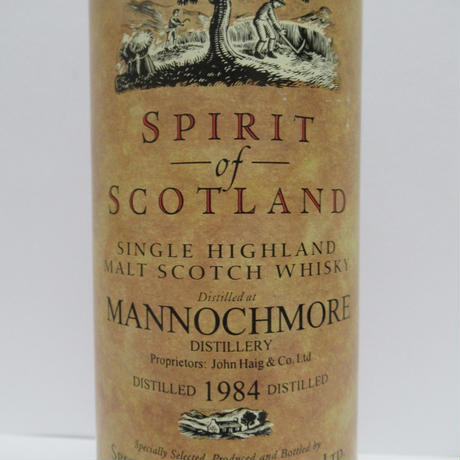 SPIRIT
of
SCOTLAND
SINGLE HIGHLAND
MALT SCOTCH WHISKY
Distilled at
MANNOCHMORE
DISTILLERY
Proprietors: John Haig & Co. Ltd
DISTILLED 1984 DISTILLED
Specially Selected, Produced and Bottled by
LTD.